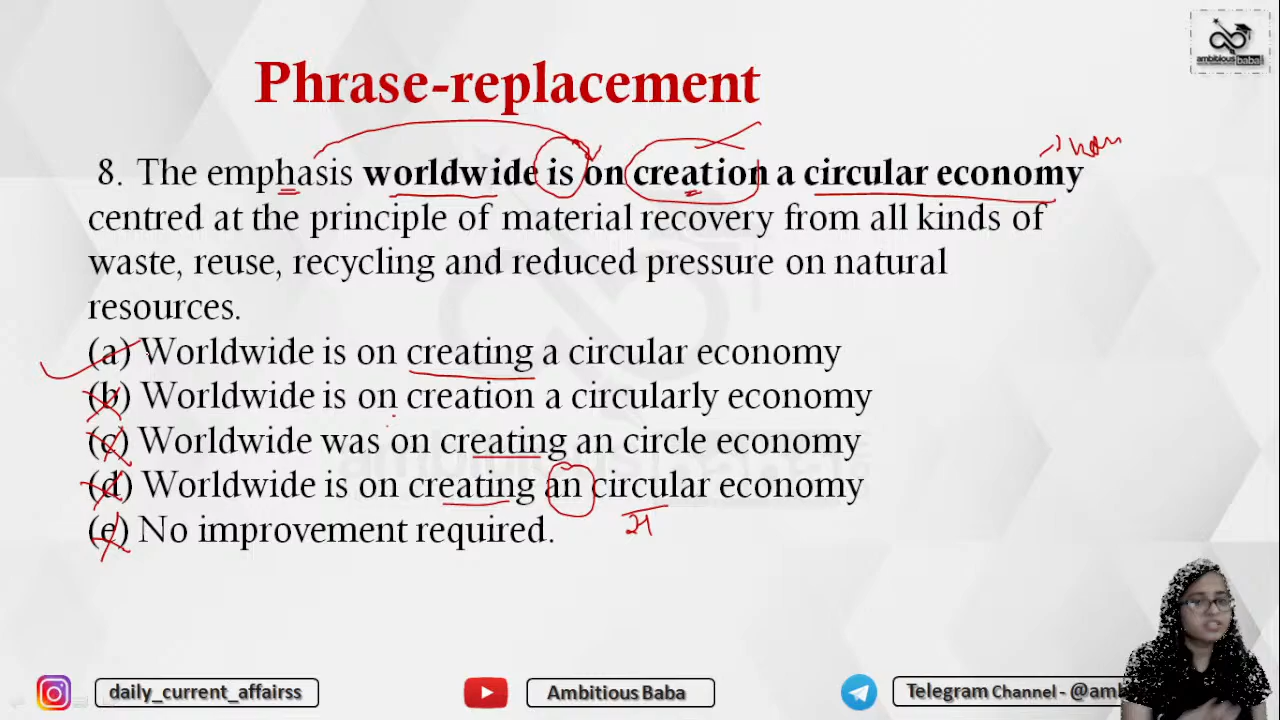 Phrase-replacement
ambitiousbaba
8. The emphasis worldwide is on creation a circular economy
centred at the principle of material recovery from all kinds of
waste, reuse, recycling and reduced pressure on natural
resources.
(a) Worldwide is on creating a circular economy
(b) Worldwide is on creation a circularly economy
(c) Worldwide was on creating an circle economy
(d) Worldwide is on creating an circular economy
(e) No improvement required.
daily_current_affairss
Ambitious Baba
Telegram Channel - @amb